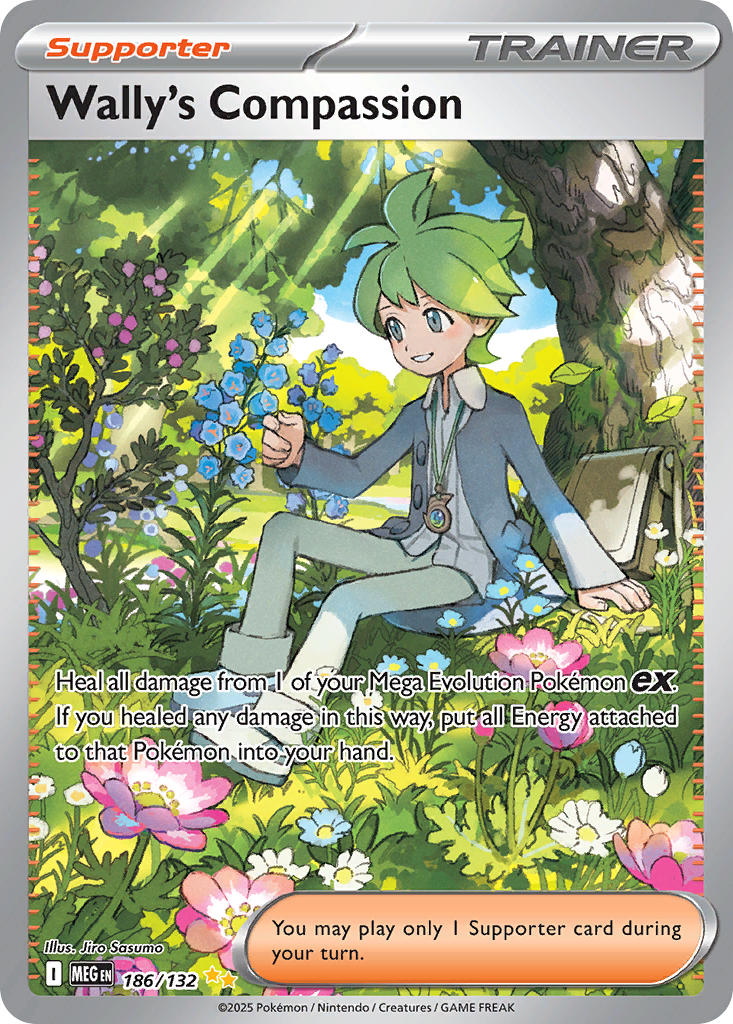 Supporter TRAINER
Wally's Compassion
Heal all damage from 1 of your Mega Evolution Pokémon ex.
If you healed any damage in this way, put all Energy attached
to that Pokémon into your hand.
You may play only 1 Supporter card during
your turn.
Illus. Jiro Sasumo
I MEG EN 186/132
©2025 Pokémon / Nintendo / Creatures / GAME FREAK